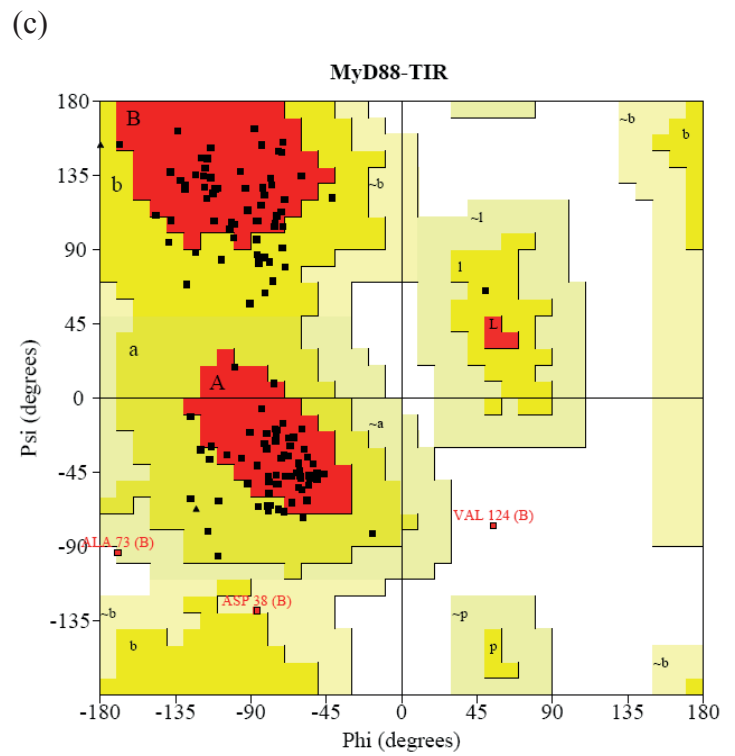 (c)
MyD88-TIR
180
135
90
45
0
-45
-90
-135
Psi (degrees)
B
~b
b
b
~b
~l
l
L
a
A
~a
VAL 124 (B)
ALA 73 (B)
ASP 38 (B)
~b
~p
b
p
~b
-180
-135
-90
-45
0
45
90
135
180
Phi (degrees)